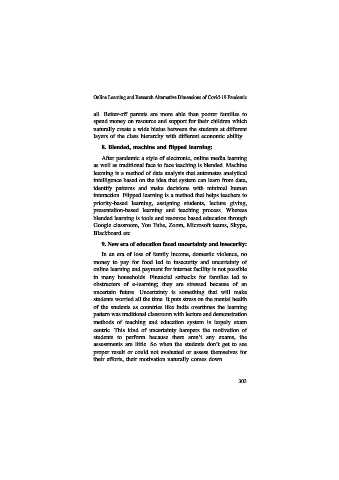 Online Learning and Research Alternative Dimensions of Covid-19 Pandemic
all. Better-off parents are more able than poorer families to
spend money on resource and support for their children which
naturally create a wide hiatus between the students at different
layers of the class hierarchy with different economic ability.
8. Blended, machine and flipped learning:
After pandemic a style of electronic, online media learning
as well as traditional face to face teaching is blended. Machine
learning is a method of data analysis that automates analytical
intelligence based on the idea that system can learn from data,
identify patterns and make decisions with minimal human
interaction. Flipped learning is a method that helps teachers to
priority-based learning, assigning students, lecture giving,
presentation-based learning and teaching process. Whereas
blended learning is tools and resource based education through
Google classroom, You Tube, Zoom, Microsoft teams, Skype,
Blackboard etc.
9. New era of education faced uncertainty and insecurity:
In an era of loss of family income, domestic violence, no
money to pay for food led to insecurity and uncertainty of
online learning and payment for internet facility is not possible
in many households. Financial setbacks for families led to
obstructers of e-learning; they are stressed because of an
uncertain future. Uncertainty is something that will make
students worried all the time. It puts stress on the mental health
of the students as countries like India overthrus the learning
pattern was traditional classroom with lecture and demonstration
methods of teaching and education system is largely exam
centric. This kind of uncertainty hampers the motivation of
students to perform because there aren't any exams, the
assessments are little. So when the students don't get to see
proper result or could not evaluated or assess themselves for
their efforts, their motivation naturally comes down.
303